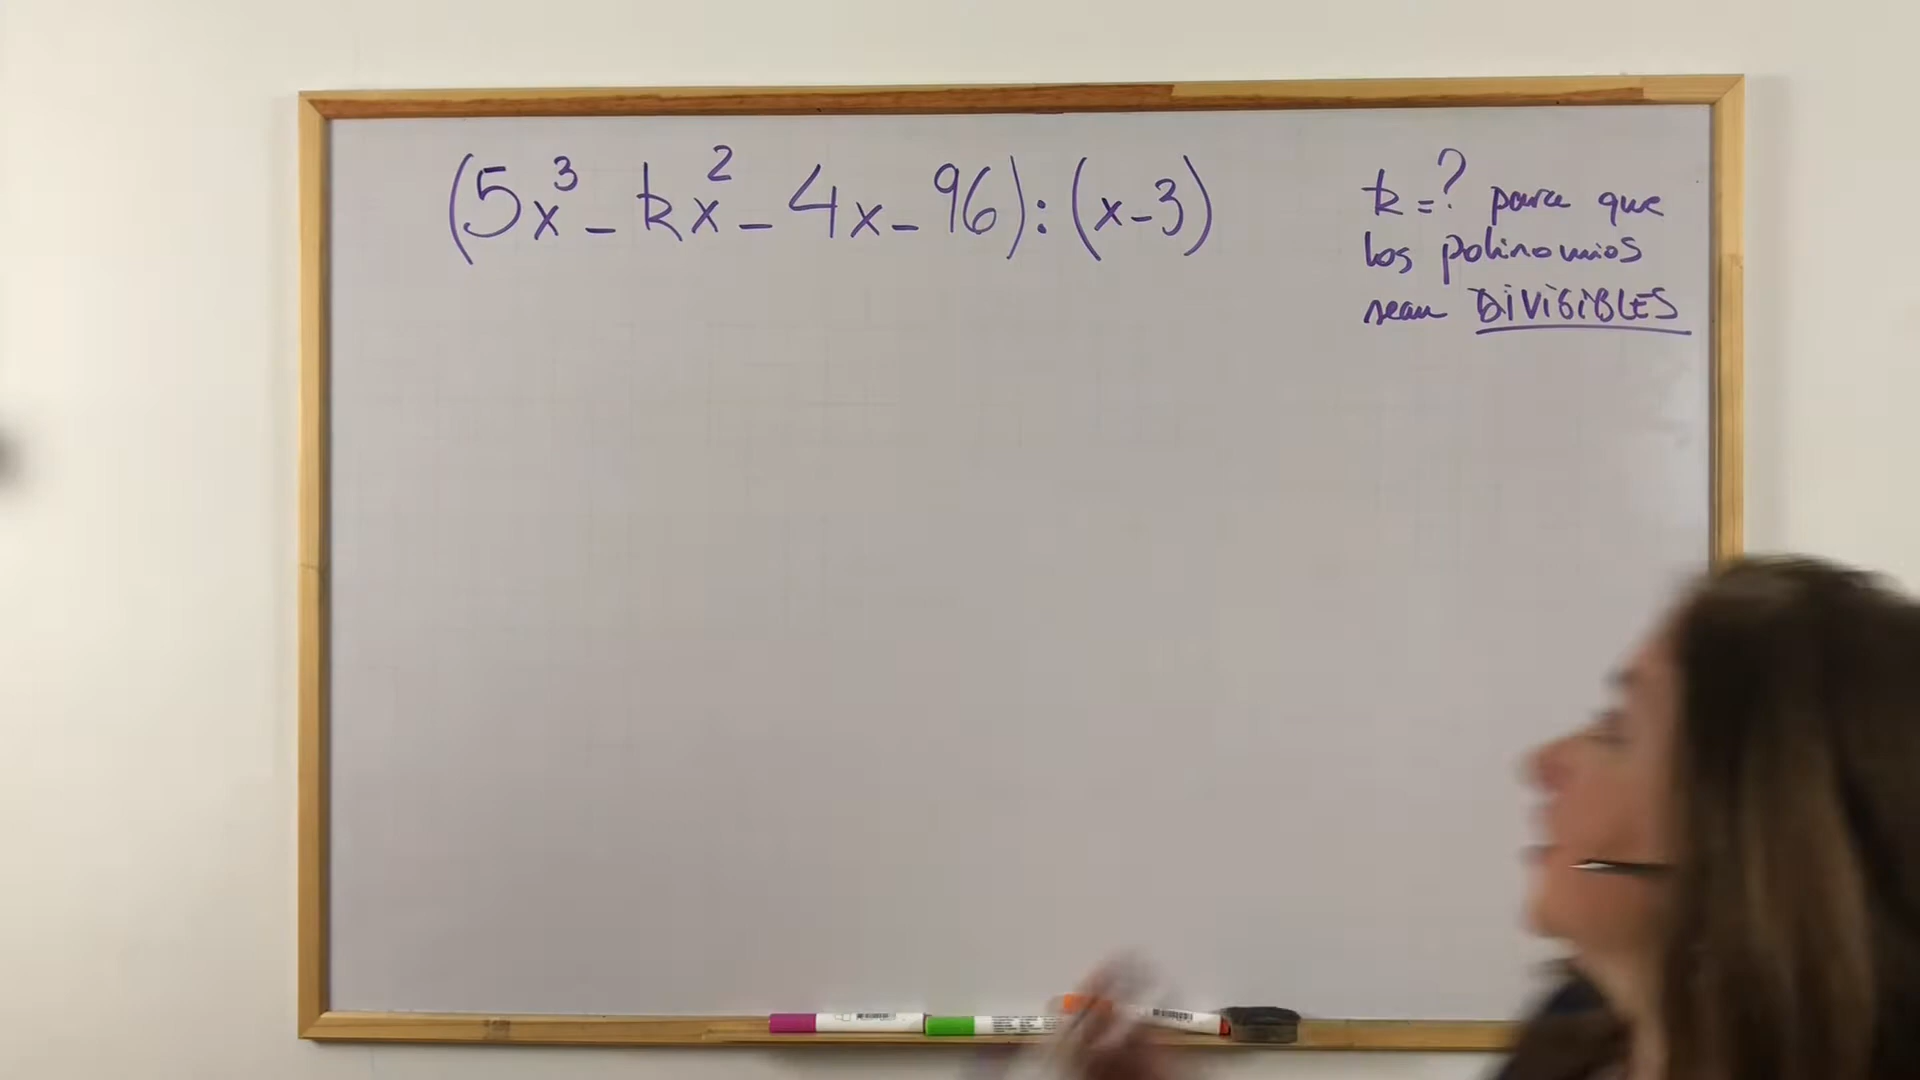 (5x³ - kx² - 4x - 96) : (x - 3)
k = ? para que
los polinomios
sean DIVISIBLES